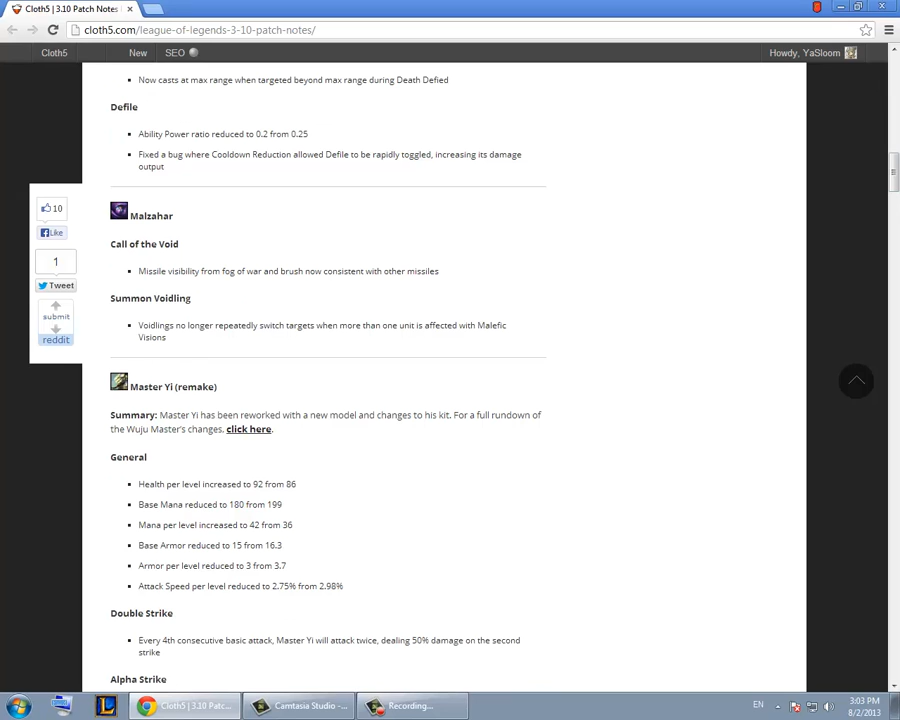 Cloth5 | 3.10 Patch Notes
cloth5.com/league-of-legends-3-10-patch-notes/
Cloth5 New SEO Howdy, YaSloom
Now casts at max range when targeted beyond max range during Death Defied
Defile
Ability Power ratio reduced to 0.2 from 0.25
Fixed a bug where Cooldown Reduction allowed Defile to be rapidly toggled, increasing its damage
output
10
Like
1
Tweet
submit
reddit
Malzahar
Call of the Void
Missile visibility from fog of war and brush now consistent with other missiles
Summon Voidling
Voidlings no longer repeatedly switch targets when more than one unit is affected with Malefic
Visions
Master Yi (remake)
Summary: Master Yi has been reworked with a new model and changes to his kit. For a full rundown of
the Wuju Master's changes, click here.
General
Health per level increased to 92 from 86
Base Mana reduced to 180 from 199
Mana per level increased to 42 from 36
Base Armor reduced to 15 from 16.3
Armor per level reduced to 3 from 3.7
Attack Speed per level reduced to 2.75% from 2.98%
Double Strike
Every 4th consecutive basic attack, Master Yi will attack twice, dealing 50% damage on the second
strike
Alpha Strike
Cloth5 | 3.10 Patc... Camtasia Studio - ... Recording... EN 3:03 PM
8/2/2013